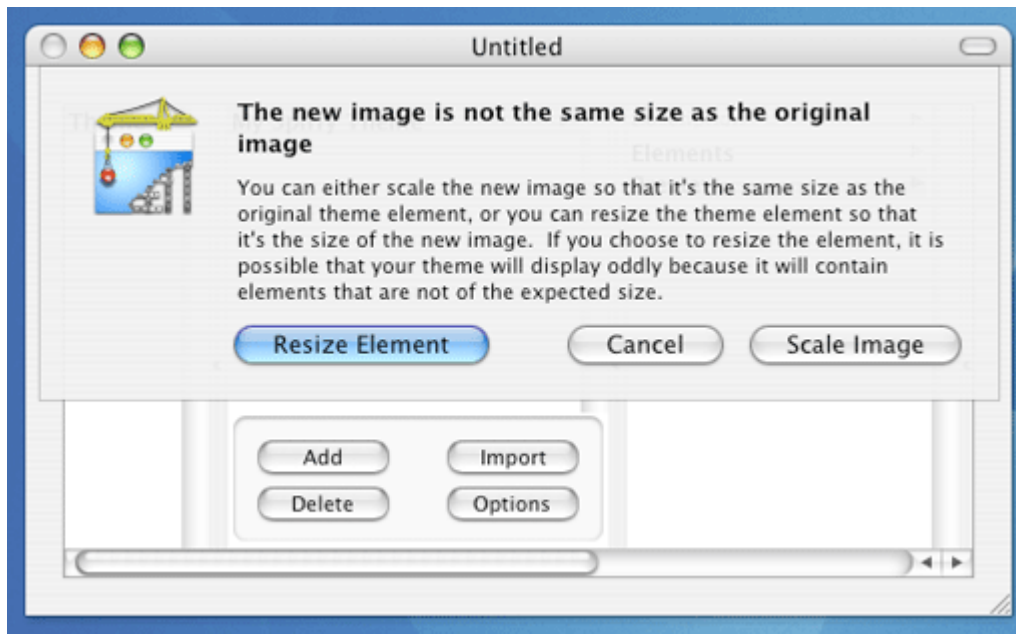 Untitled
The new image is not the same size as the original
image
You can either scale the new image so that it's the same size as the
original theme element, or you can resize the theme element so that
it's the size of the new image.  If you choose to resize the element, it is
possible that your theme will display oddly because it will contain
elements that are not of the expected size.
Resize Element Cancel Scale Image
Elements
Add Import
Delete Options